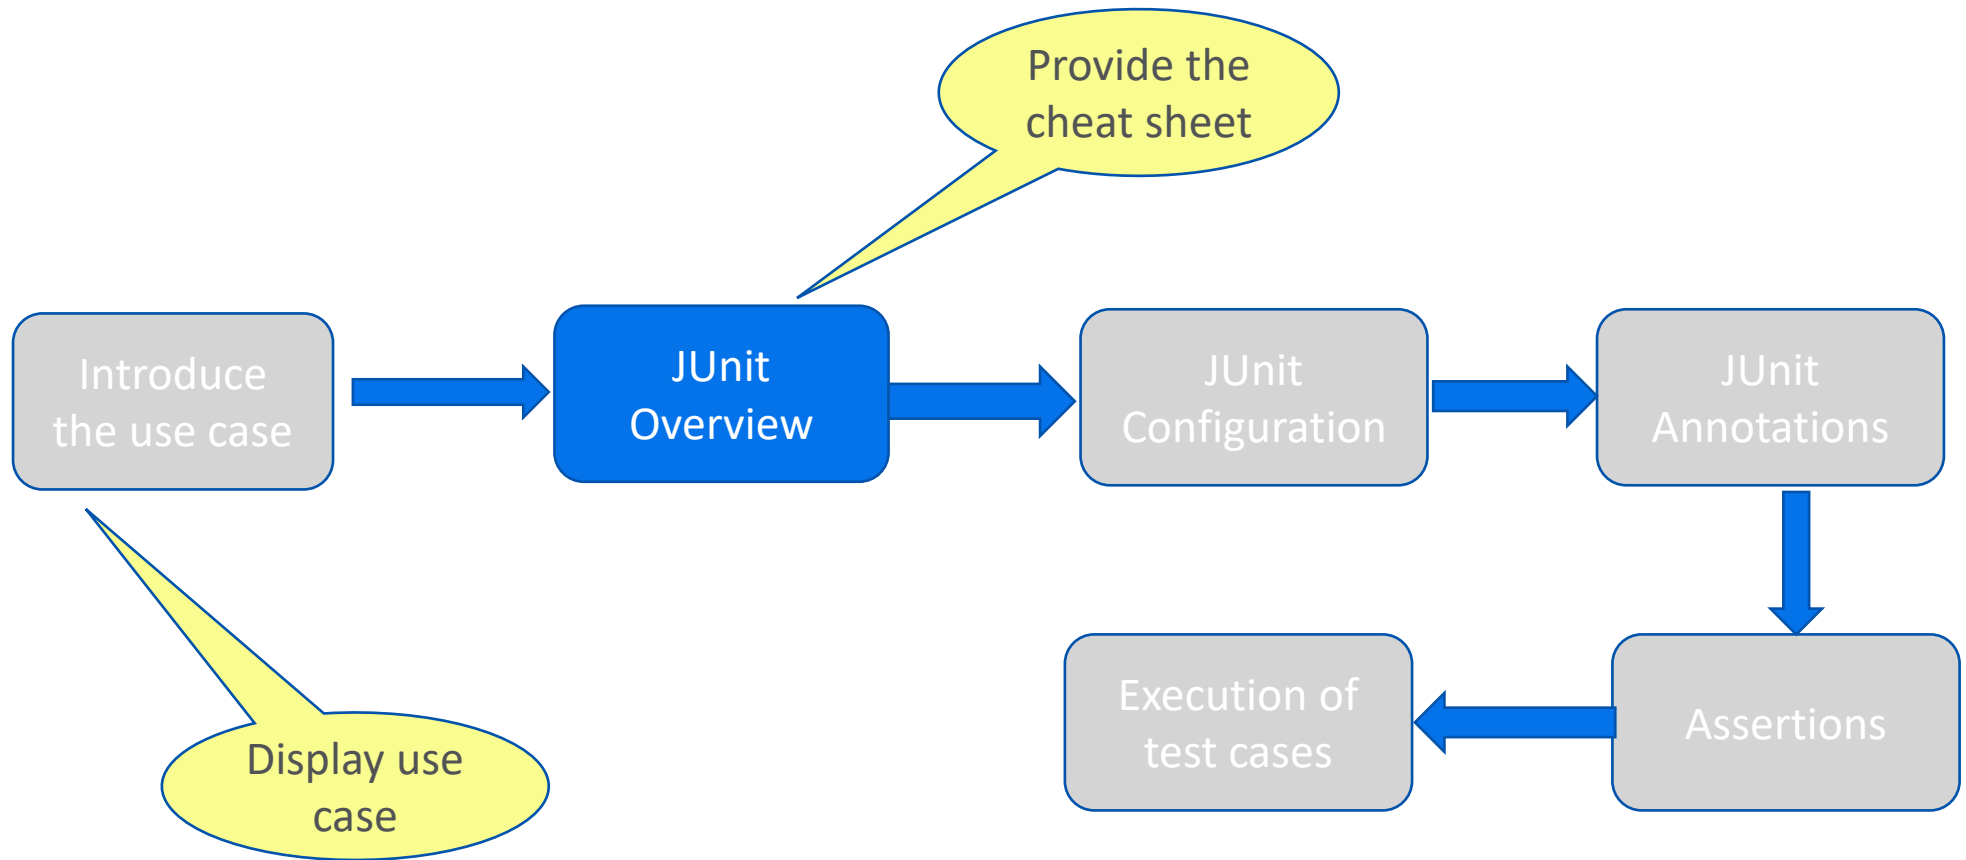 Provide the
cheat sheet
Introduce
the use case
JUnit
Overview
JUnit
Configuration
JUnit
Annotations
Display use
case
Execution of
test cases
Assertions